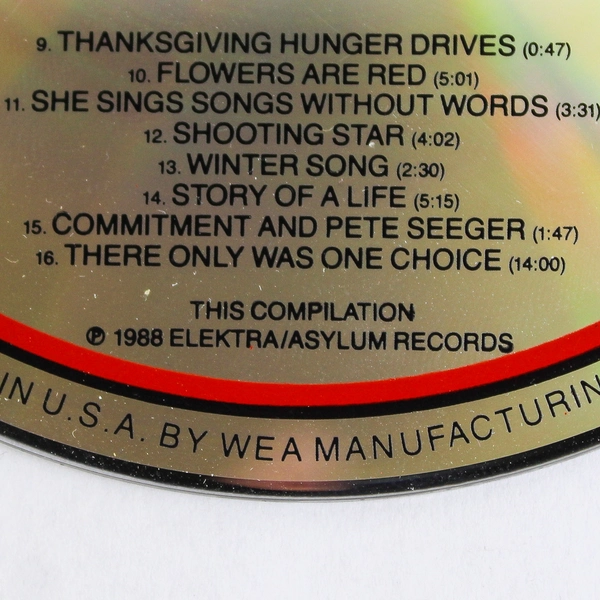 9. THANKSGIVING HUNGER DRIVES (0:47)
10. FLOWERS ARE RED (5:01)
11. SHE SINGS SONGS WITHOUT WORDS (3:31)
12. SHOOTING STAR (4:02)
13. WINTER SONG (2:30)
14. STORY OF A LIFE (5:15)
15. COMMITMENT AND PETE SEEGER (1:47)
16. THERE ONLY WAS ONE CHOICE (14:00)
THIS COMPILATION
℗ 1988 ELEKTRA/ASYLUM RECORDS
IN U.S.A. BY WEA MANUFACTURIN